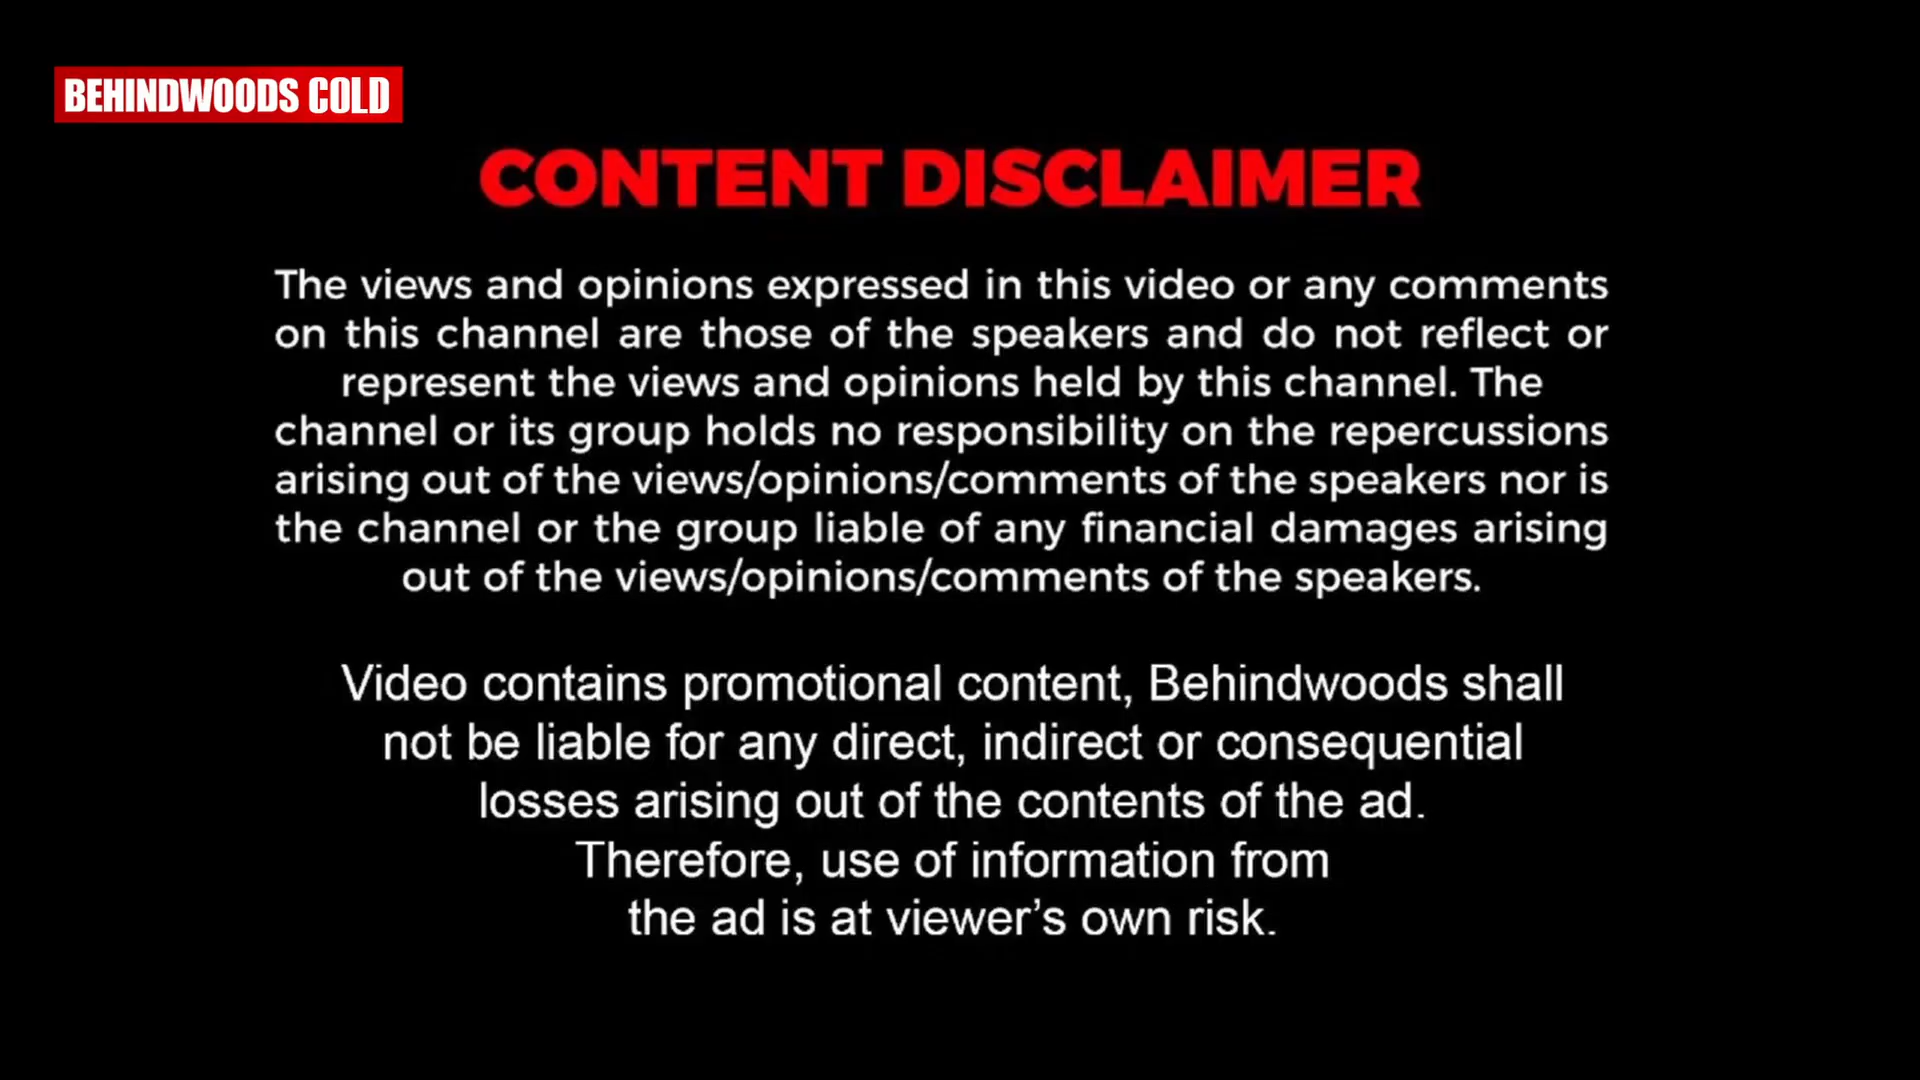 BEHINDWOODS COLD
CONTENT DISCLAIMER
The views and opinions expressed in this video or any comments
on this channel are those of the speakers and do not reflect or
represent the views and opinions held by this channel. The
channel or its group holds no responsibility on the repercussions
arising out of the views/opinions/comments of the speakers nor is
the channel or the group liable of any financial damages arising
out of the views/opinions/comments of the speakers.
Video contains promotional content, Behindwoods shall
not be liable for any direct, indirect or consequential
losses arising out of the contents of the ad.
Therefore, use of information from
the ad is at viewer’s own risk.